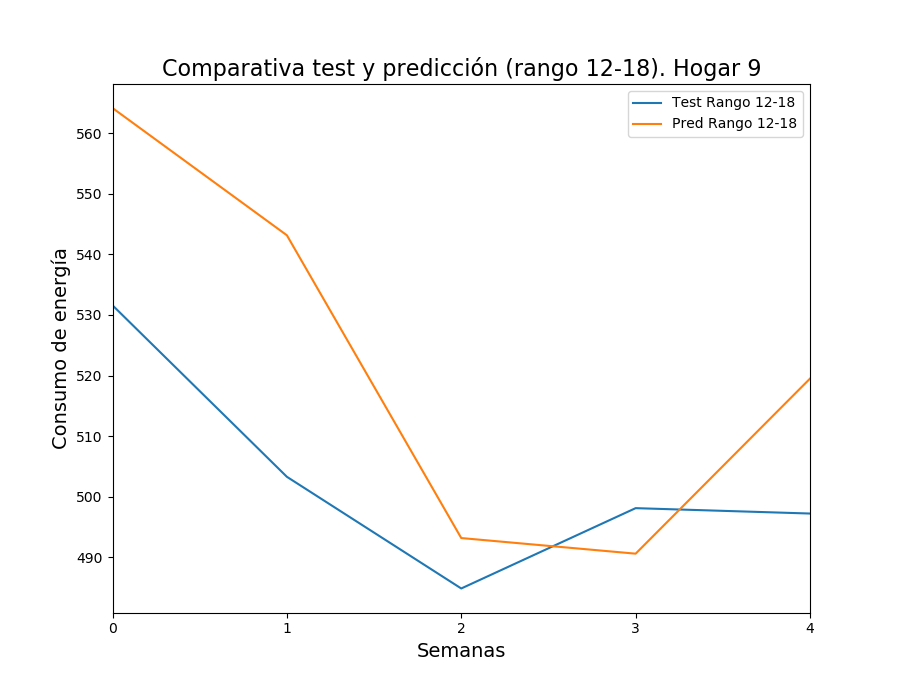 Comparativa test y predicción (rango 12-18). Hogar 9
Test Rango 12-18
Pred Rango 12-18
Consumo de energía
560
550
540
530
520
510
500
490
0 1 2 3 4
Semanas